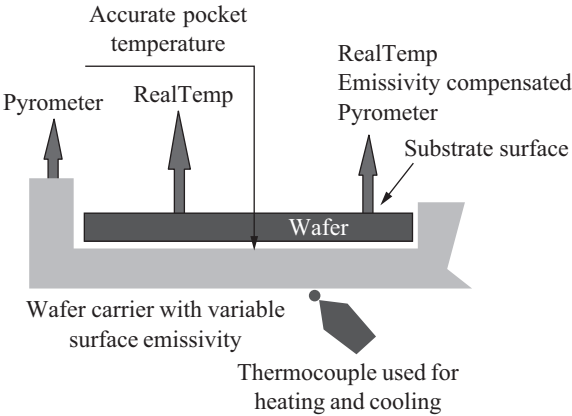 Accurate pocket
temperature
RealTemp
Emissivity compensated
Pyrometer
Pyrometer
RealTemp
Substrate surface
Wafer
Wafer carrier with variable
surface emissivity
Thermocouple used for
heating and cooling